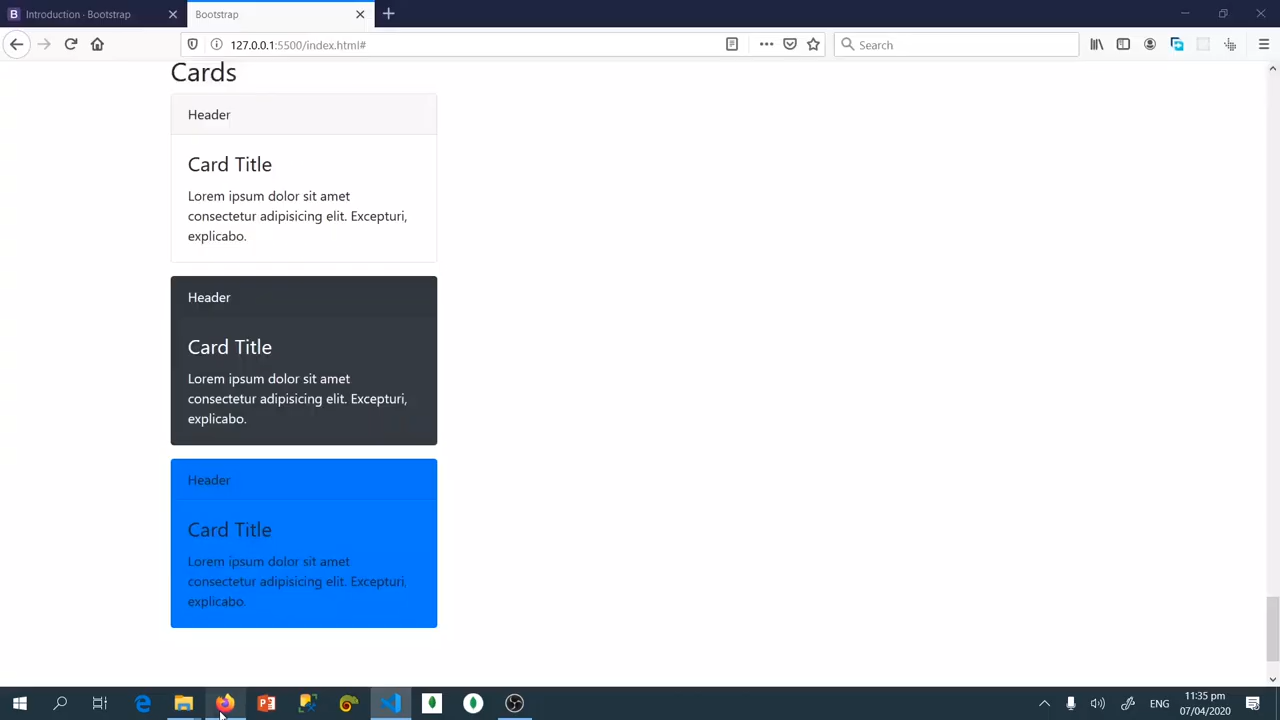 B Introduction · Bootstrap
Bootstrap
127.0.0.1:5500/index.html#
Search
Cards
Header
Card Title
Lorem ipsum dolor sit amet
consectetur adipisicing elit. Excepturi,
explicabo.
Header
Card Title
Lorem ipsum dolor sit amet
consectetur adipisicing elit. Excepturi,
explicabo.
Header
Card Title
Lorem ipsum dolor sit amet
consectetur adipisicing elit. Excepturi,
explicabo.
ENG
11:35 pm
07/04/2020